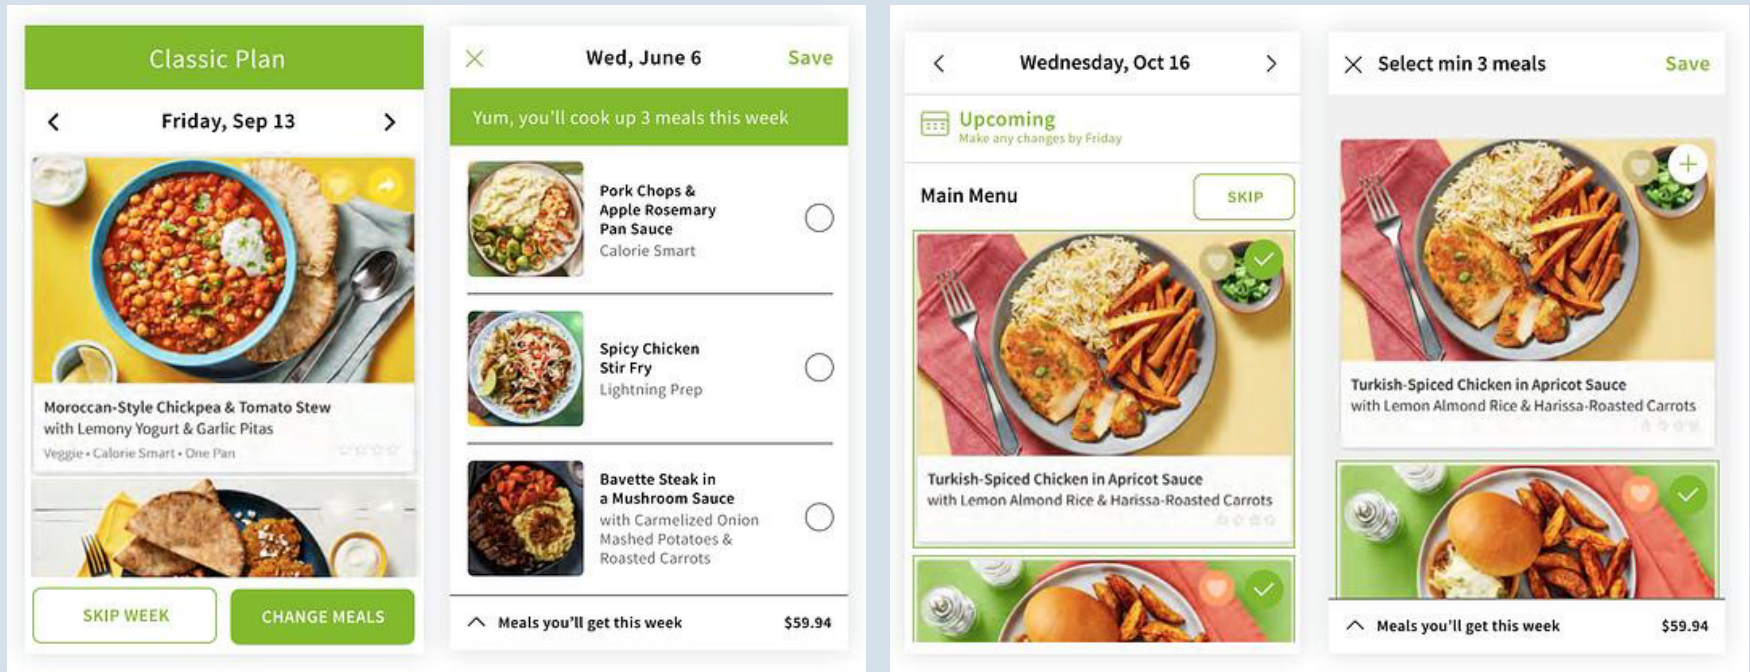 Classic Plan
Friday, Sep 13
Moroccan-Style Chickpea & Tomato Stew
with Lemony Yogurt & Garlic Pitas
Veggie • Calorie Smart • One Pan
SKIP WEEK
CHANGE MEALS
Wed, June 6
Save
Yum, you'll cook up 3 meals this week
Pork Chops &
Apple Rosemary
Pan Sauce
Calorie Smart
Spicy Chicken
Stir Fry
Lightning Prep
Bavette Steak in
a Mushroom Sauce
with Carmelized Onion
Mashed Potatoes &
Roasted Carrots
Meals you'll get this week
$59.94
Wednesday, Oct 16
Upcoming
Make any changes by Friday
Main Menu
SKIP
Turkish-Spiced Chicken in Apricot Sauce
with Lemon Almond Rice & Harissa-Roasted Carrots
Select min 3 meals
Save
Turkish-Spiced Chicken in Apricot Sauce
with Lemon Almond Rice & Harissa-Roasted Carrots
Meals you'll get this week
$59.94